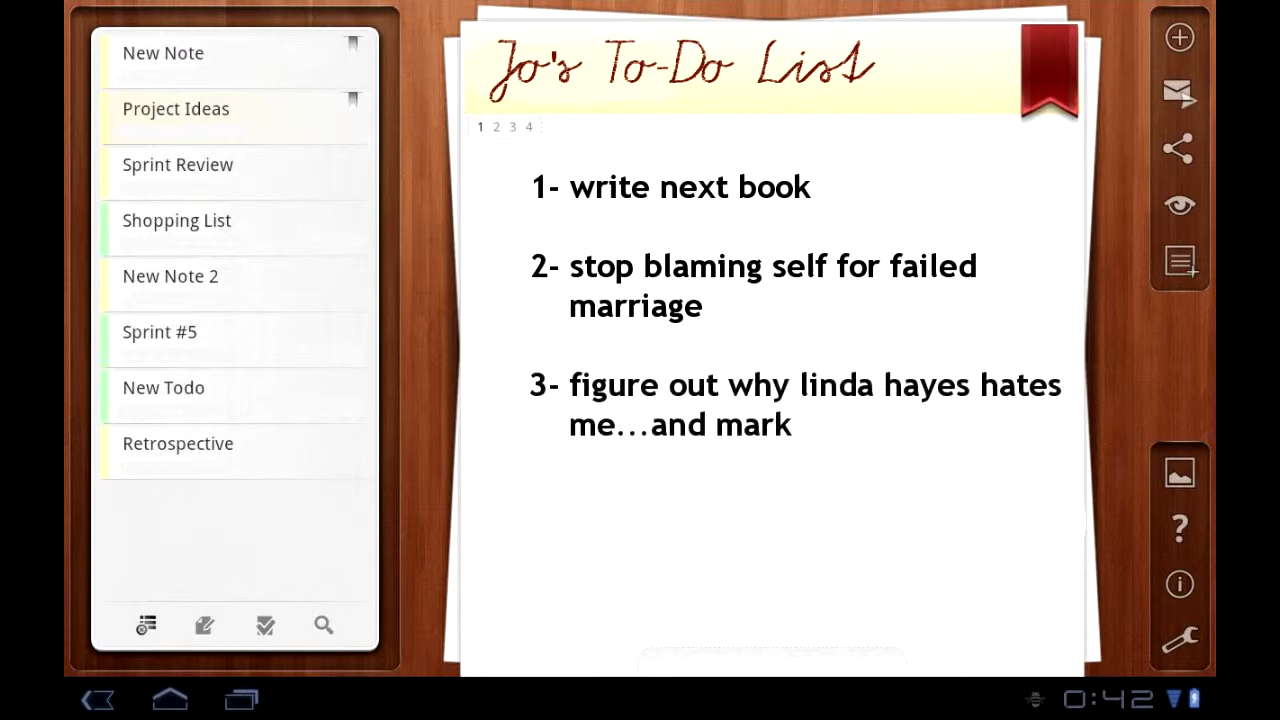 New Note
Project Ideas
Sprint Review
Shopping List
New Note 2
Sprint #5
New Todo
Retrospective
Jo's To-Do List
1 2 3 4
1- write next book
2- stop blaming self for failed
marriage
3- figure out why linda hayes hates
me...and mark
?
i
0:42